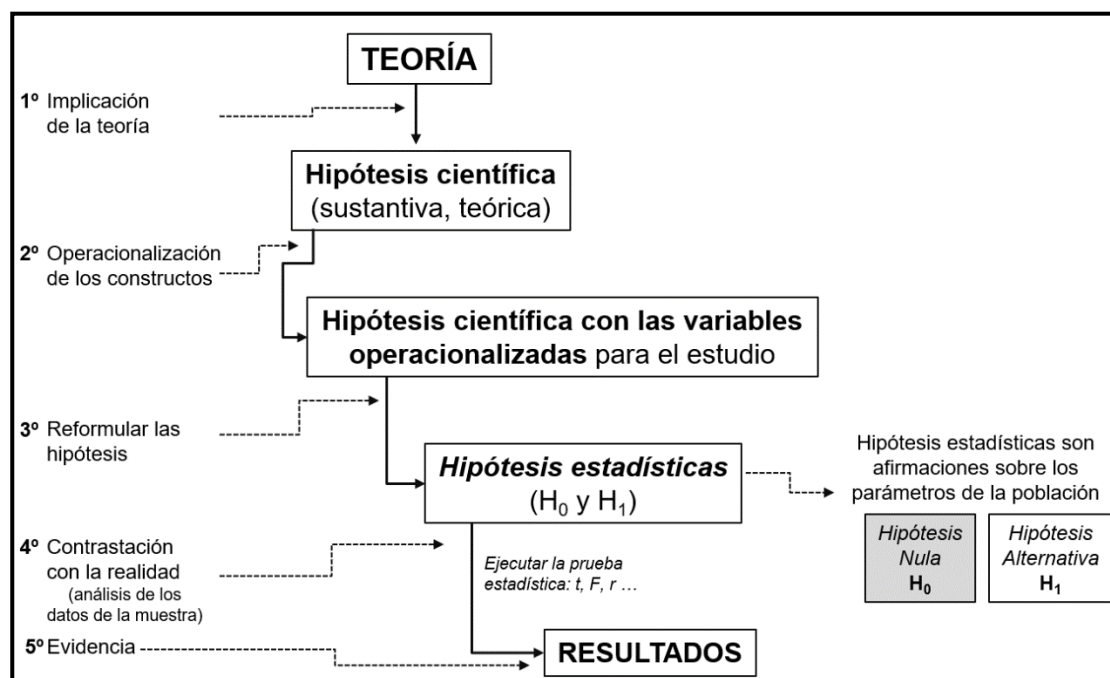 TEORÍA
1º Implicación
de la teoría
Hipótesis científica
(sustantiva, teórica)
2º Operacionalización
de los constructos
Hipótesis científica con las variables
operacionalizadas para el estudio
3º Reformular las
hipótesis
Hipótesis estadísticas
(H₀ y H₁)
Hipótesis estadísticas son
afirmaciones sobre los
parámetros de la población
Hipótesis
Nula
H₀
Hipótesis
Alternativa
H₁
4º Contrastación
con la realidad
(análisis de los
datos de la muestra)
Ejecutar la prueba
estadística: t, F, r ...
5º Evidencia
RESULTADOS